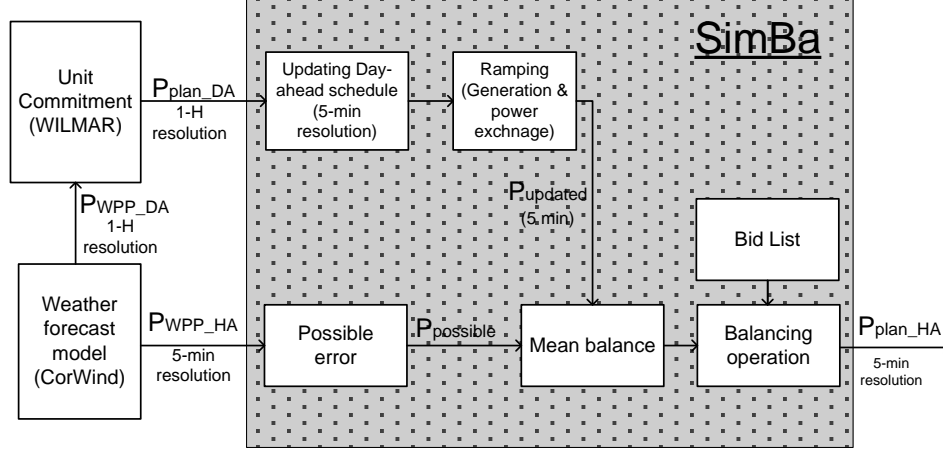 SimBa
Unit
Commitment
(WILMAR)
Pplan_DA
1-H
resolution
Updating Day-
ahead schedule
(5-min
resolution)
Ramping
(Generation &
power
exchnage)
PWPP_DA
1-H
resolution
Pupdated
(5 min)
Bid List
Weather
forecast
model
(CorWind)
PWPP_HA
5-min
resolution
Possible
error
Ppossible
Mean balance
Balancing
operation
Pplan_HA
5-min
resolution